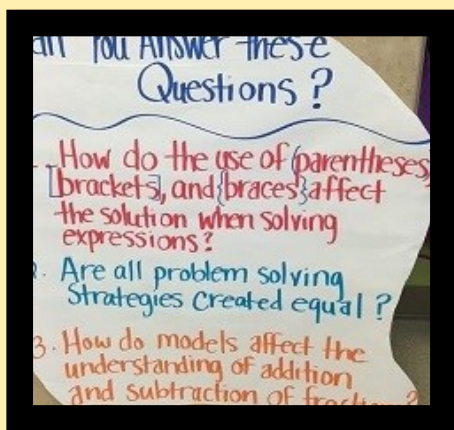 You Answer these
Questions ?
How do the use of (parentheses,
[brackets], and {braces} affect
the solution when solving
expressions?
2. Are all problem solving
Strategies Created equal ?
3. How do models affect the
understanding of addition
and subtraction of